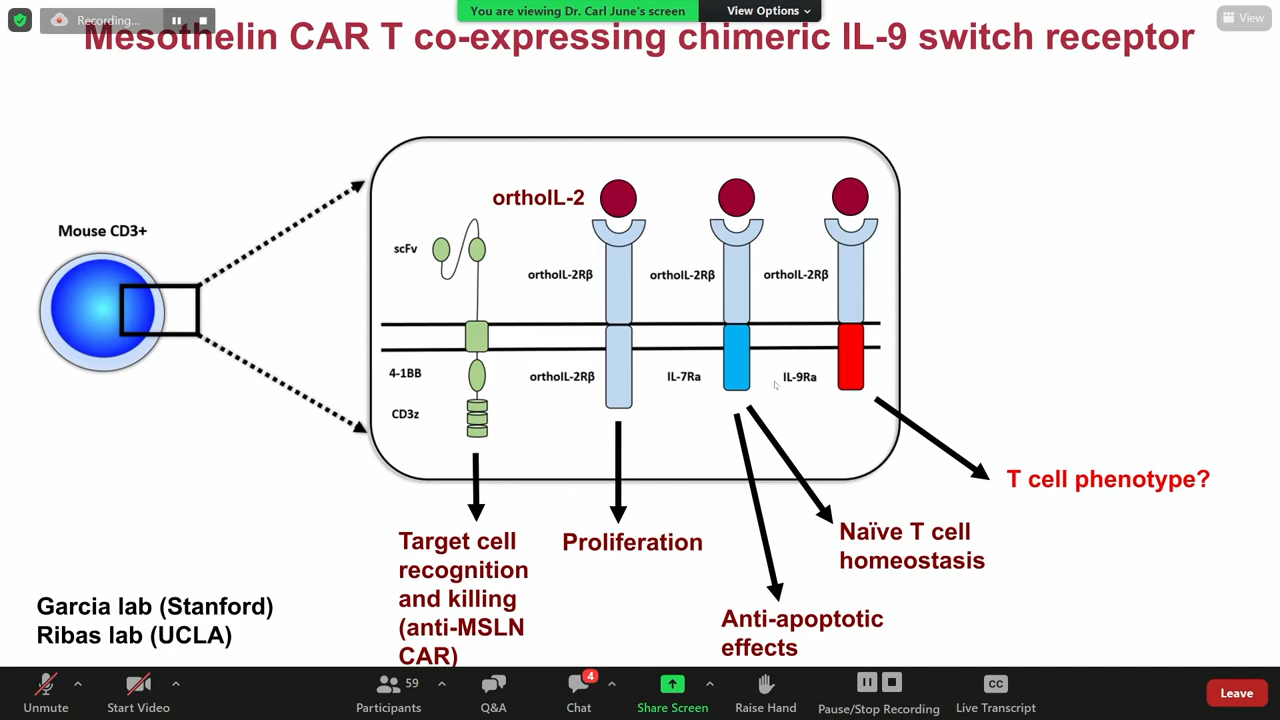 Recording...
You are viewing Dr. Carl June's screen
View Options
View
Mesothelin CAR T co-expressing chimeric IL-9 switch receptor
orthoIL-2
Mouse CD3+
scFv
orthoIL-2Rβ
orthoIL-2Rβ
orthoIL-2Rβ
4-1BB
orthoIL-2Rβ
IL-7Ra
IL-9Ra
CD3z
T cell phenotype?
Target cell
recognition
and killing
(anti-MSLN
CAR)
Proliferation
Naïve T cell
homeostasis
Anti-apoptotic
effects
Garcia lab (Stanford)
Ribas lab (UCLA)
Unmute
Start Video
59
Participants
Q&A
4
Chat
Share Screen
Raise Hand
Pause/Stop Recording
CC
Live Transcript
Leave